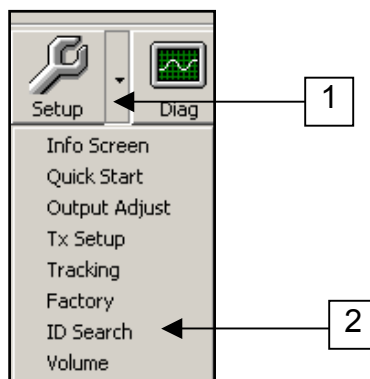 Setup Diag
1
Info Screen
Quick Start
Output Adjust
Tx Setup
Tracking
Factory
ID Search
2
Volume